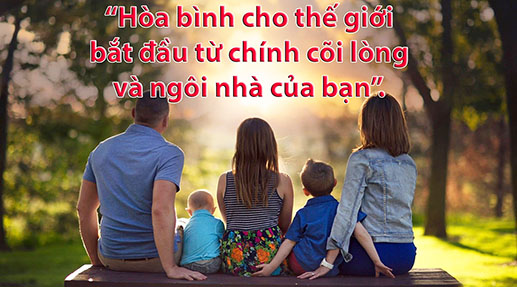 “Hòa bình cho thế giới
bắt đầu từ chính cõi lòng
và ngôi nhà của bạn”.